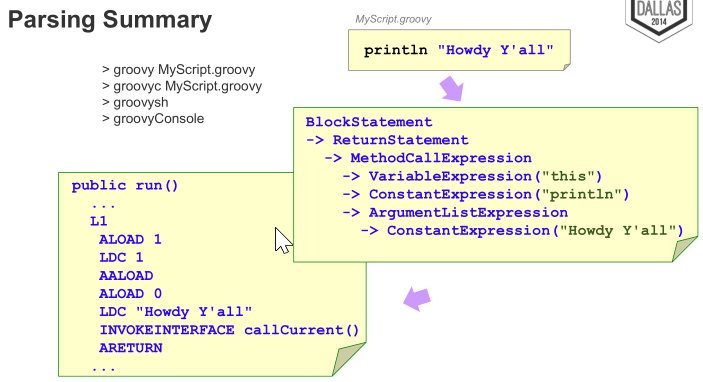 Parsing Summary
MyScript.groovy
DALLAS
2014
println "Howdy Y'all"
> groovy MyScript.groovy
> groovyc MyScript.groovy
> groovysh
> groovyConsole
BlockStatement
-> ReturnStatement
-> MethodCallExpression
-> VariableExpression("this")
-> ConstantExpression("println")
-> ArgumentListExpression
-> ConstantExpression("Howdy Y'all")
public run()
...
L1
ALOAD 1
LDC 1
AALOAD
ALOAD 0
LDC "Howdy Y'all"
INVOKEINTERFACE callCurrent()
ARETURN
...